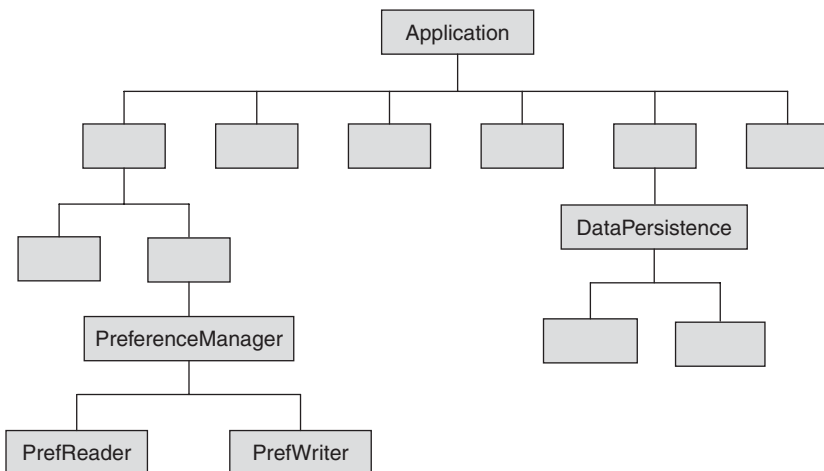 Application
DataPersistence
PreferenceManager
PrefReader
PrefWriter